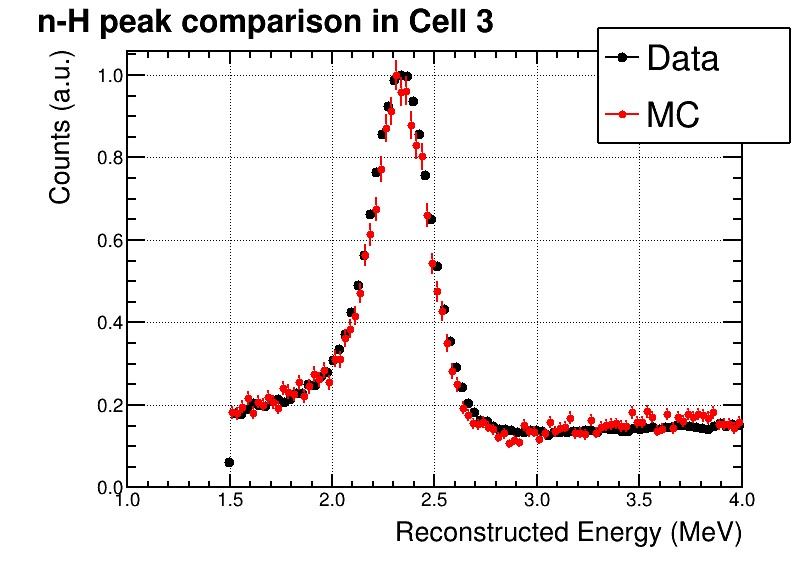 n-H peak comparison in Cell 3
Data
MC
Counts (a.u.)
1.0
0.8
0.6
0.4
0.2
0.0
1.0 1.5 2.0 2.5 3.0 3.5 4.0
Reconstructed Energy (MeV)